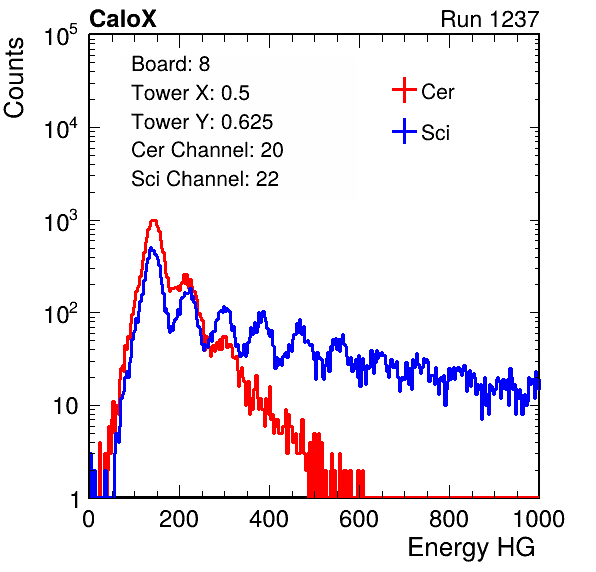 CaloX Run 1237
Counts
Board: 8
Tower X: 0.5
Tower Y: 0.625
Cer Channel: 20
Sci Channel: 22
Cer
Sci
10^5
10^4
10^3
10^2
10
1
0 200 400 600 800 1000
Energy HG